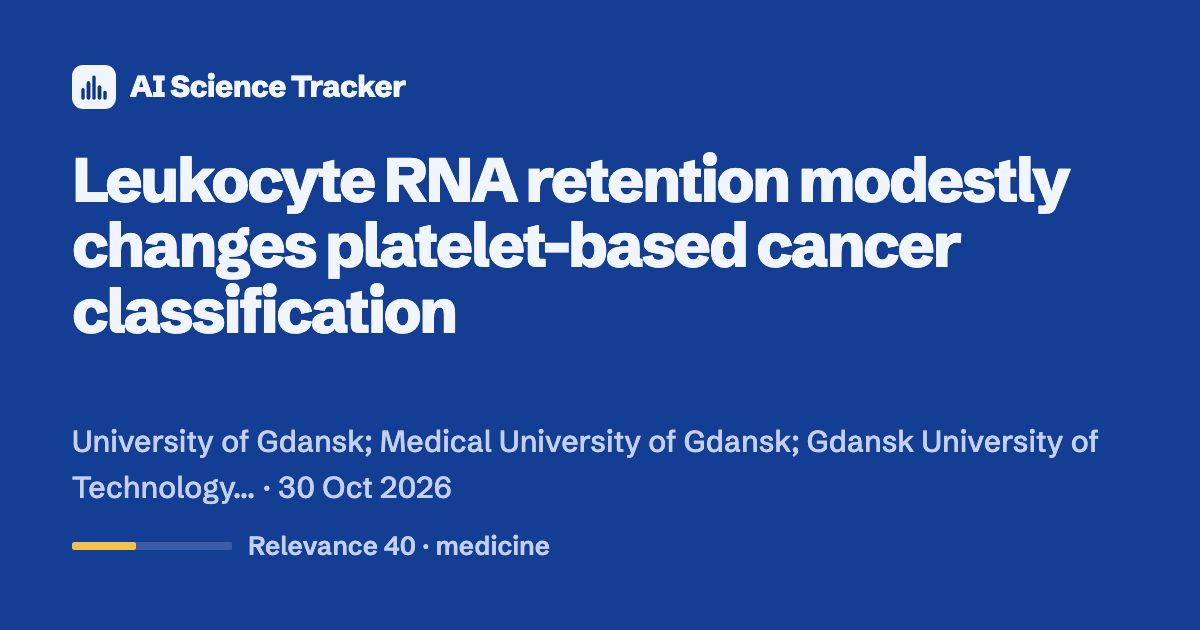 AI Science Tracker
Leukocyte RNA retention modestly
changes platelet-based cancer
classification
University of Gdansk; Medical University of Gdansk; Gdansk University of
Technology... · 30 Oct 2026
Relevance 40 · medicine